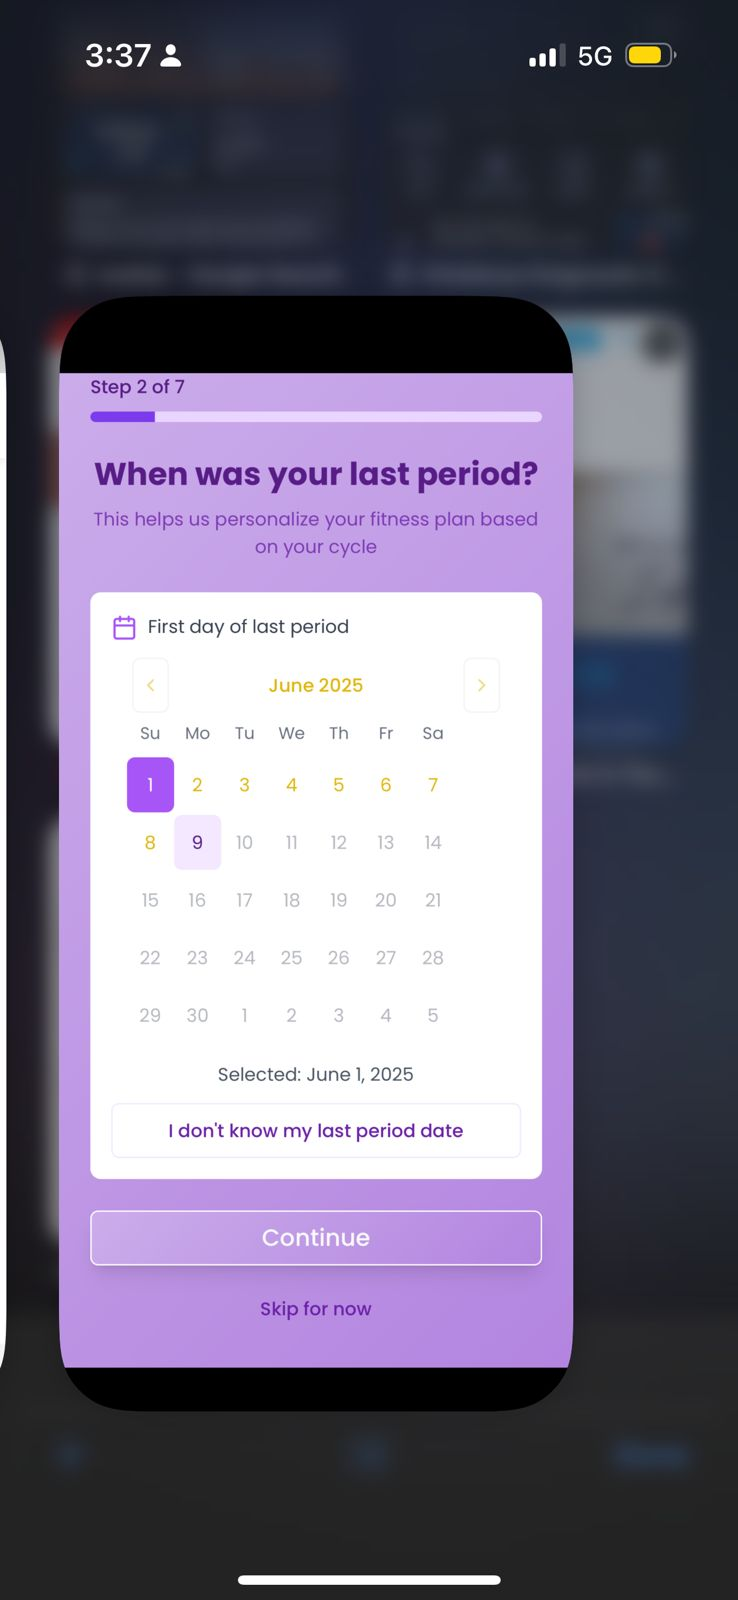 3:37
5G
Step 2 of 7
When was your last period?
This helps us personalize your fitness plan based
on your cycle
First day of last period
June 2025
Su Mo Tu We Th Fr Sa
1 2 3 4 5 6 7
8 9 10 11 12 13 14
15 16 17 18 19 20 21
22 23 24 25 26 27 28
29 30 1 2 3 4 5
Selected: June 1, 2025
I don't know my last period date
Continue
Skip for now